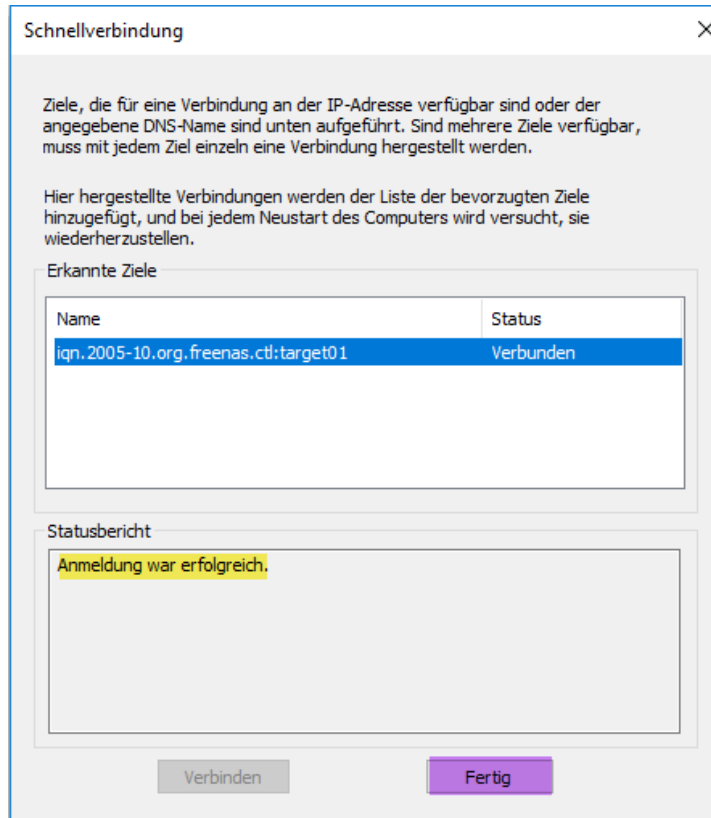 Schnellverbindung
Ziele, die für eine Verbindung an der IP-Adresse verfügbar sind oder der
angegebene DNS-Name sind unten aufgeführt. Sind mehrere Ziele verfügbar,
muss mit jedem Ziel einzeln eine Verbindung hergestellt werden.
Hier hergestellte Verbindungen werden der Liste der bevorzugten Ziele
hinzugefügt, und bei jedem Neustart des Computers wird versucht, sie
wiederherzustellen.
Erkannte Ziele
Name Status
iqn.2005-10.org.freenas.ctl:target01 Verbunden
Statusbericht
Anmeldung war erfolgreich.
Verbinden Fertig